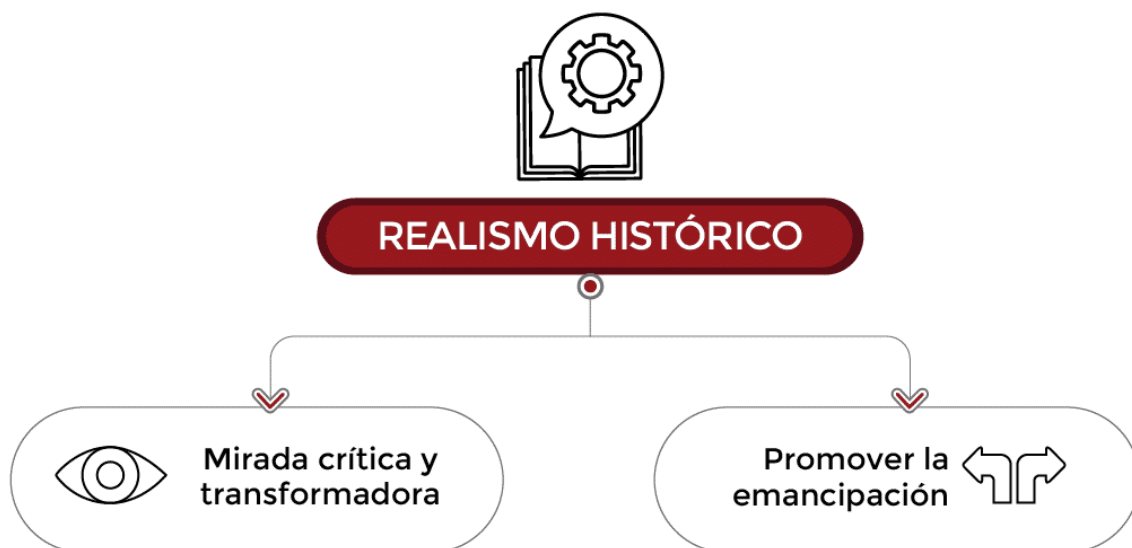 REALISMO HISTÓRICO
Mirada crítica y
transformadora
Promover la
emancipación